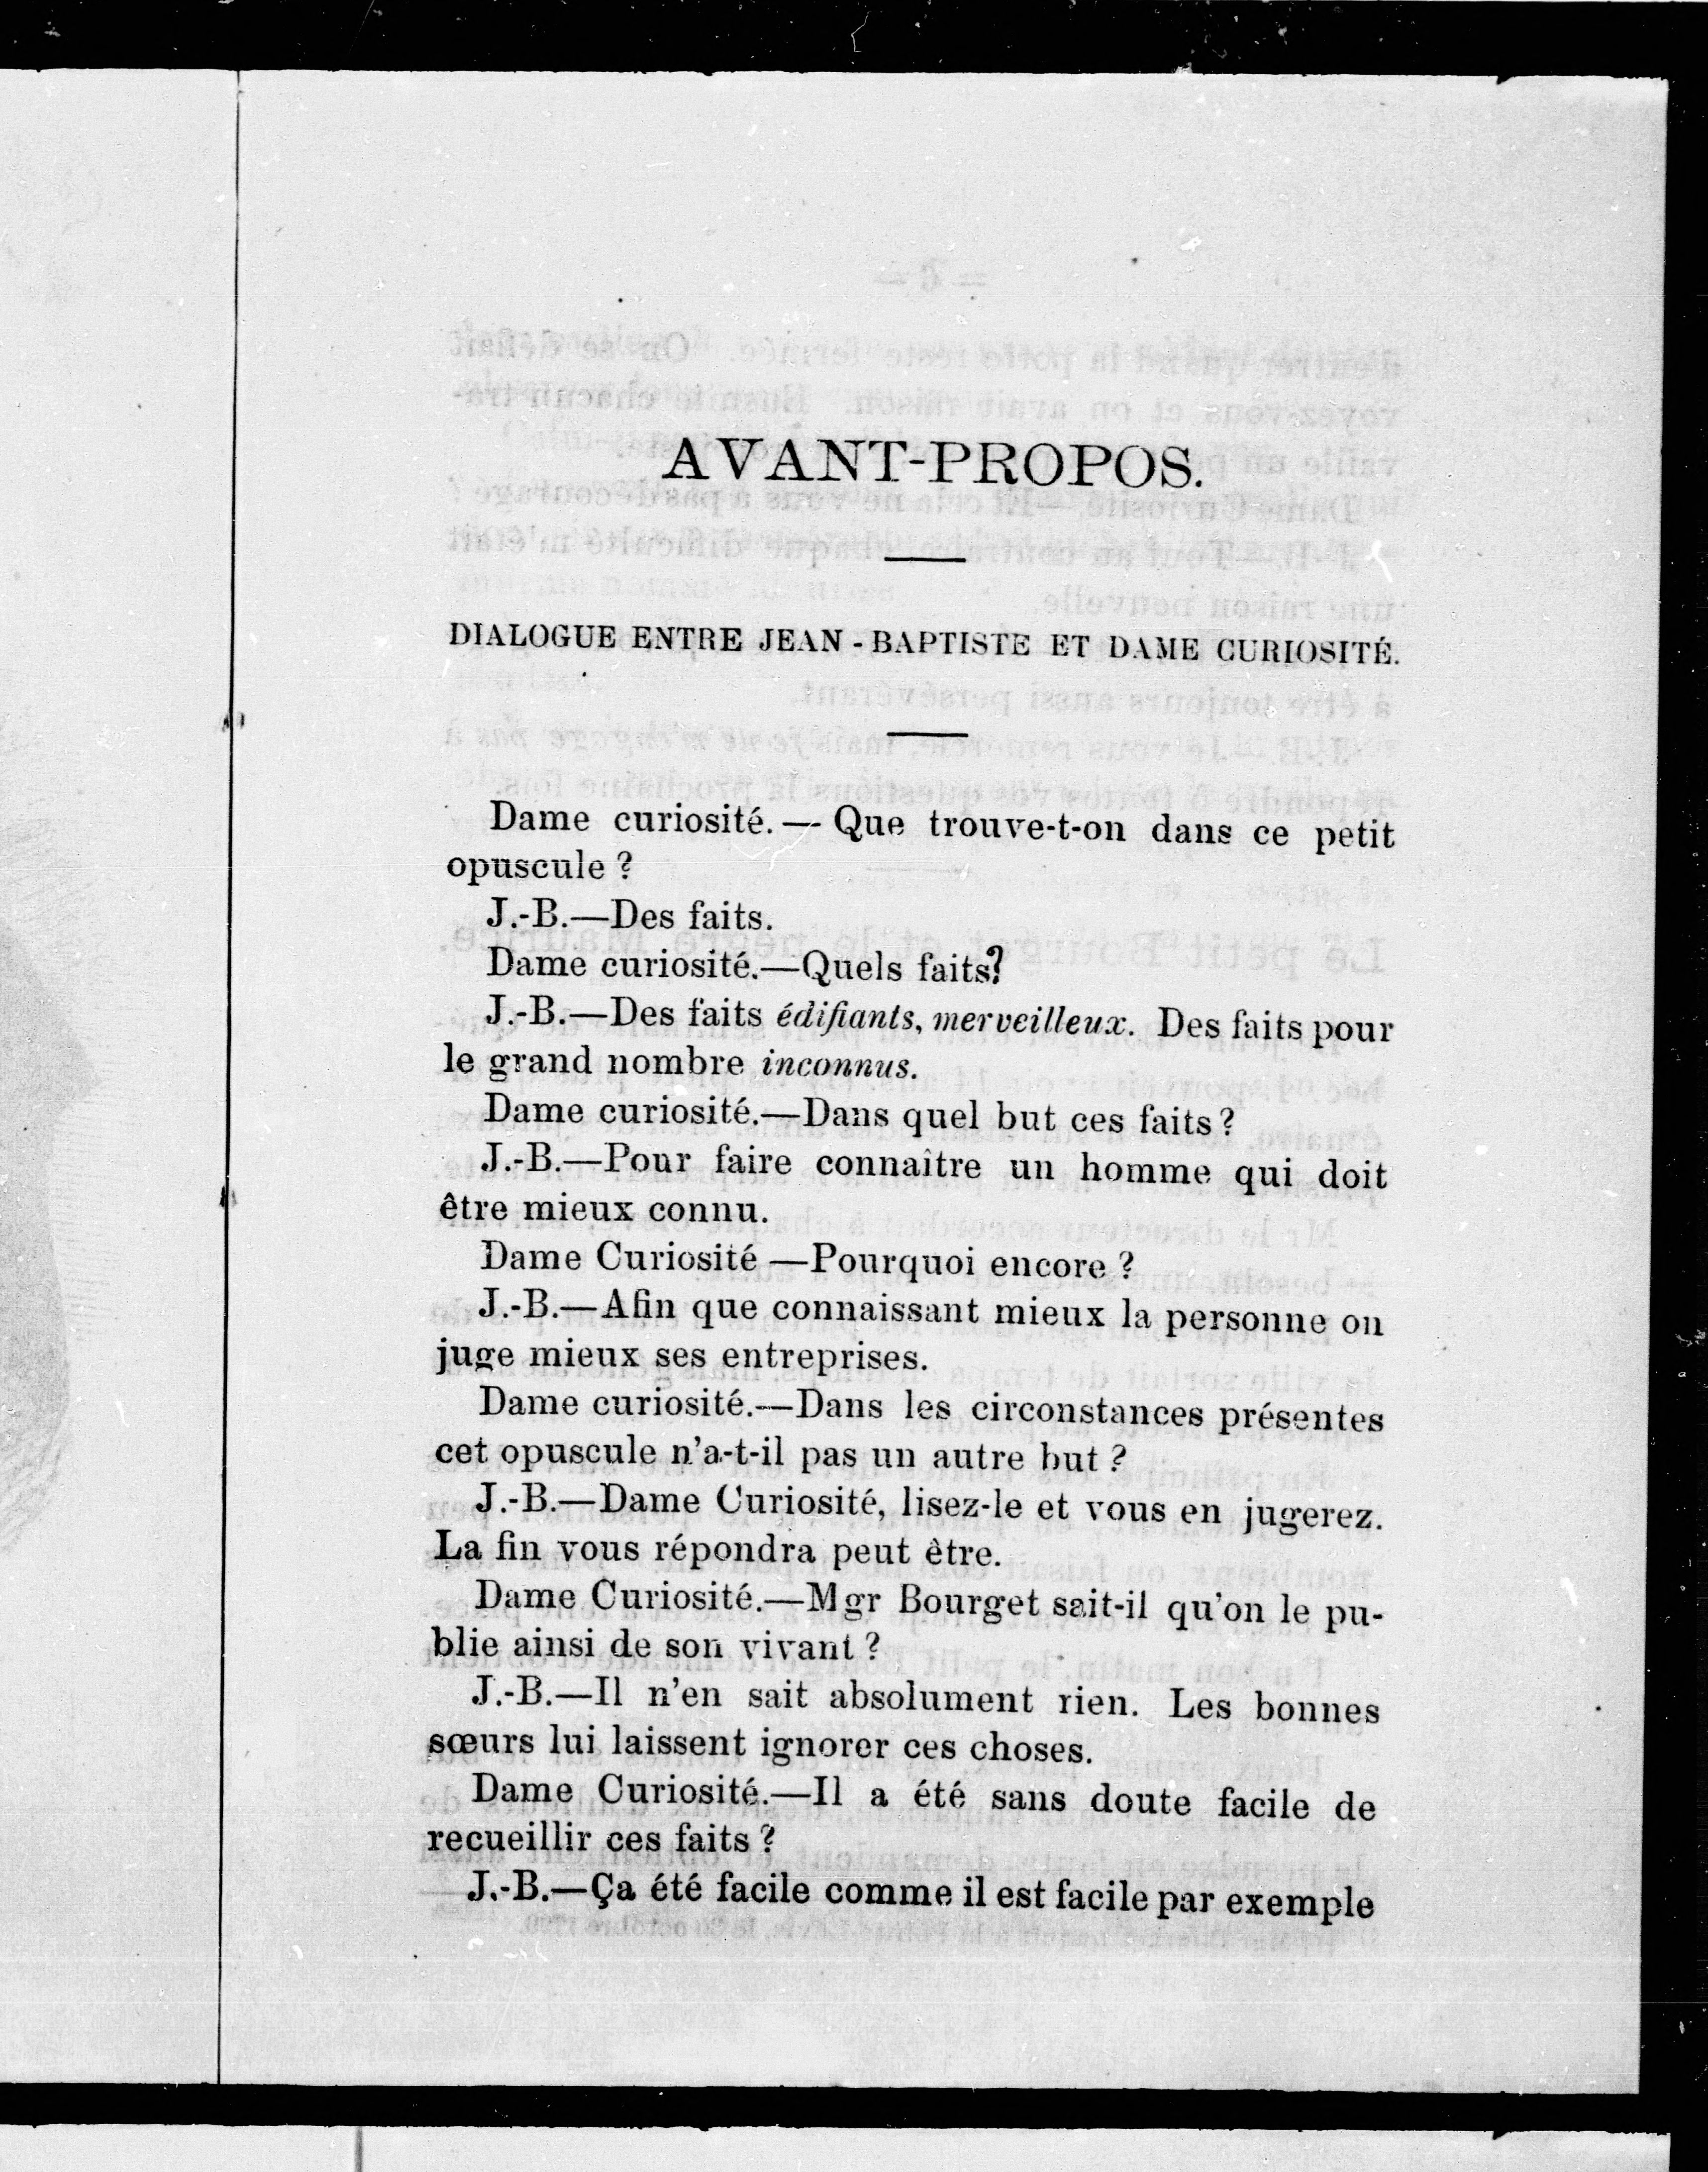 AVANT-PROPOS.
DIALOGUE ENTRE JEAN-BAPTISTE ET DAME CURIOSITÉ.
Dame curiosité.— Que trouve-t-on dans ce petit
opuscule ?
J.-B.—Des faits.
Dame curiosité.—Quels faits?
J.-B.—Des faits édifiants, merveilleux. Des faits pour
le grand nombre inconnus.
Dame curiosité.—Dans quel but ces faits ?
J.-B.—Pour faire connaître un homme qui doit
être mieux connu.
Dame Curiosité —Pourquoi encore ?
J.-B.—Afin que connaissant mieux la personne on
juge mieux ses entreprises.
Dame curiosité.—Dans les circonstances présentes
cet opuscule n'a-t-il pas un autre but ?
J.-B.—Dame Curiosité, lisez-le et vous en jugerez.
La fin vous répondra peut être.
Dame Curiosité.—Mgr Bourget sait-il qu'on le pu-
blie ainsi de son vivant ?
J.-B.—Il n'en sait absolument rien. Les bonnes
sœurs lui laissent ignorer ces choses.
Dame Curiosité.—Il a été sans doute facile de
recueillir ces faits ?
J.-B.—Ça été facile comme il est facile par exemple